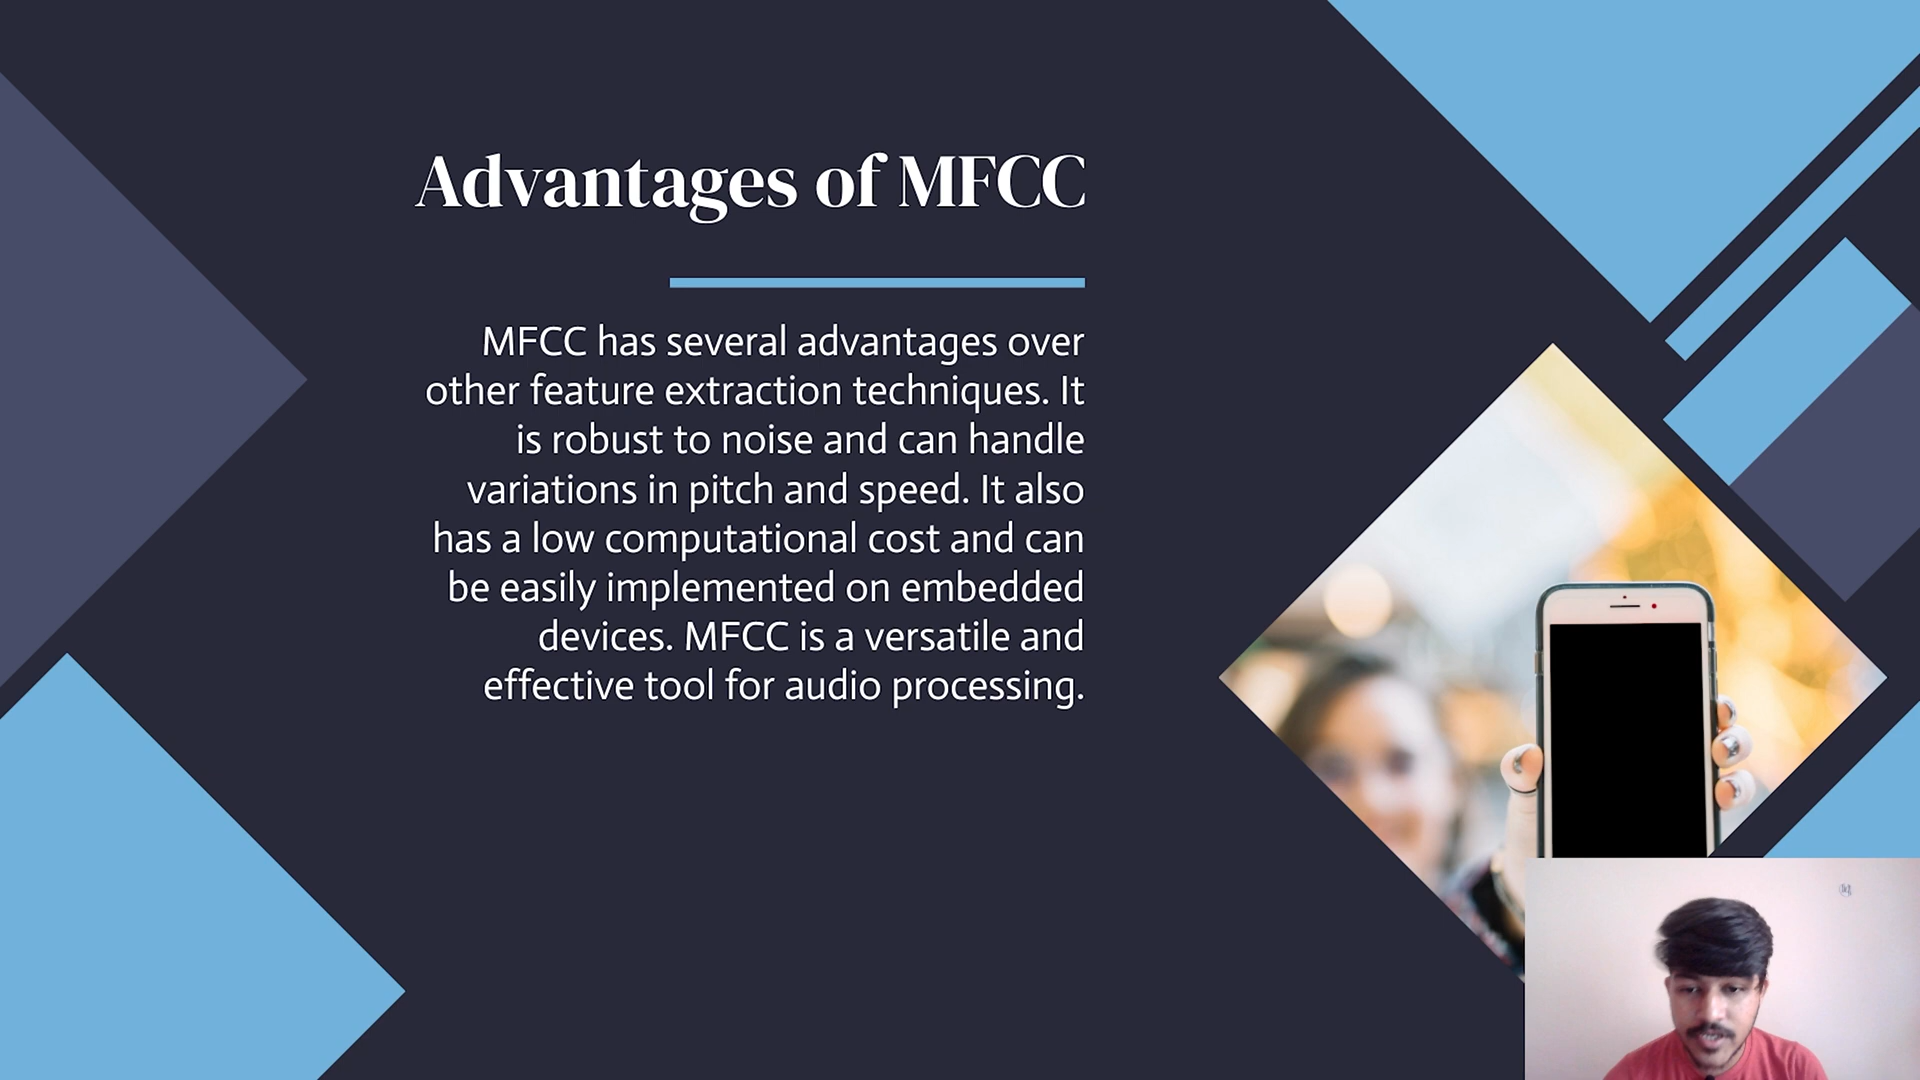 Advantages of MFCC
MFCC has several advantages over
other feature extraction techniques. It
is robust to noise and can handle
variations in pitch and speed. It also
has a low computational cost and can
be easily implemented on embedded
devices. MFCC is a versatile and
effective tool for audio processing.